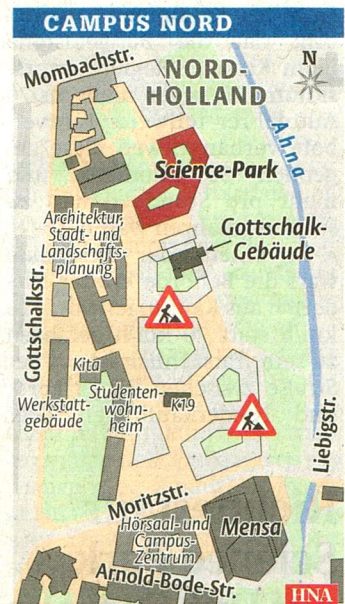 CAMPUS NORD
Mombachstr.
N
NORD-
HOLLAND
Ahna
Science-Park
Architektur,
Stadt- und
Landschafts-
planung
Gottschalk-
Gebäude
Gottschalkstr.
Kita
Werkstatt-
gebäude
Studenten-
wohn-
heim
K19
Liebigstr.
Moritzstr.
Hörsaal- und
Campus-
Zentrum
Mensa
Arnold-Bode-Str.
HNA